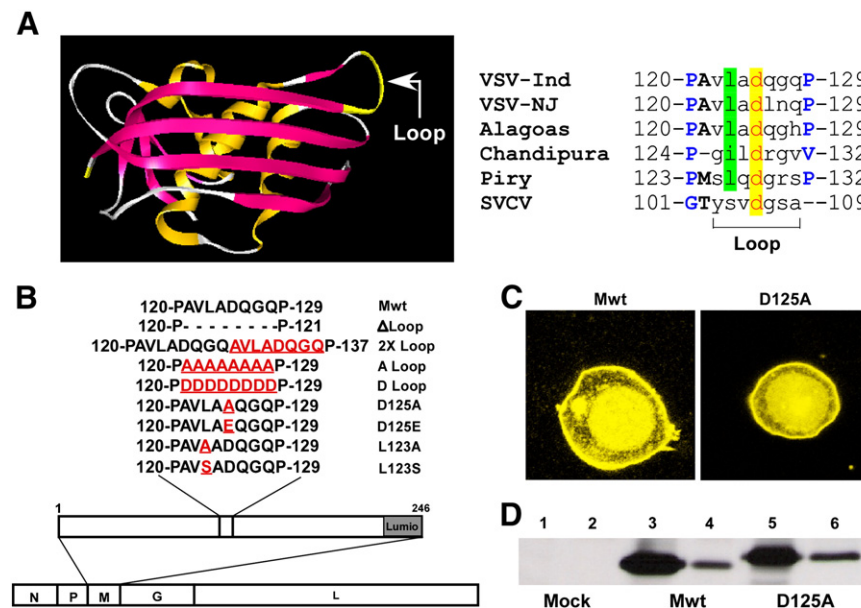 A
Loop
VSV-Ind 120-PAvladqgqP-129
VSV-NJ 120-PAvladlnqP-129
Alagoas 120-PAvladqghP-129
Chandipura 124-P-gildrgvV-132
Piry 123-PMslqdgrsP-132
SVCV 101-GTysvdgsa--109
Loop
B
120-PAVLADQGQP-129 Mwt
120-P- - - - - - - -P-121 ΔLoop
120-PAVLADQGQAVLADQGQP-137 2X Loop
120-PAAAAAAAAP-129 A Loop
120-PDDDDDDDDP-129 D Loop
120-PAVLAAQGQP-129 D125A
120-PAVLAEQGQP-129 D125E
120-PAVAADQGQP-129 L123A
120-PAVSADQGQP-129 L123S
1 246
Lumio
N P M G L
C
Mwt D125A
D
1 2 3 4 5 6
Mock Mwt D125A